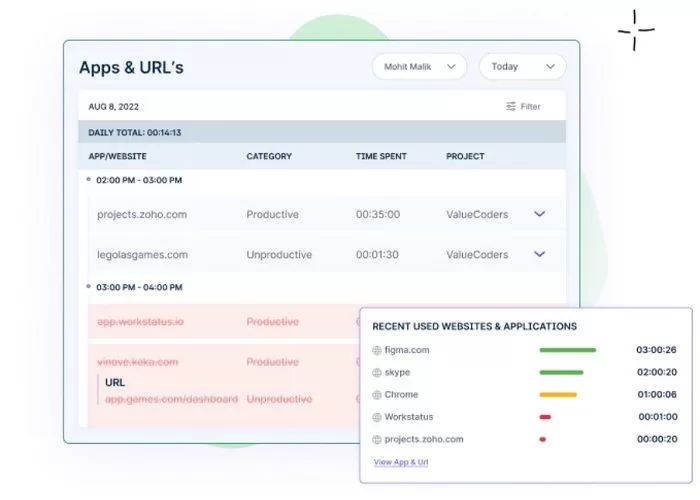 Apps & URL's
Mohit Malik
Today
AUG 8, 2022
Filter
DAILY TOTAL: 00:14:13
APP/WEBSITE CATEGORY TIME SPENT PROJECT
02:00 PM - 03:00 PM
projects.zoho.com Productive 00:35:00 ValueCoders
legolasgames.com Unproductive 00:01:30 ValueCoders
03:00 PM - 04:00 PM
app.workstatus.io Productive
vinove.keka.com Productive
URL
app.games.com/dashboard Unproductive
RECENT USED WEBSITES & APPLICATIONS
figma.com 03:00:26
skype 02:00:20
Chrome 01:00:06
Workstatus 00:01:00
projects.zoho.com 00:00:20
View App & Url